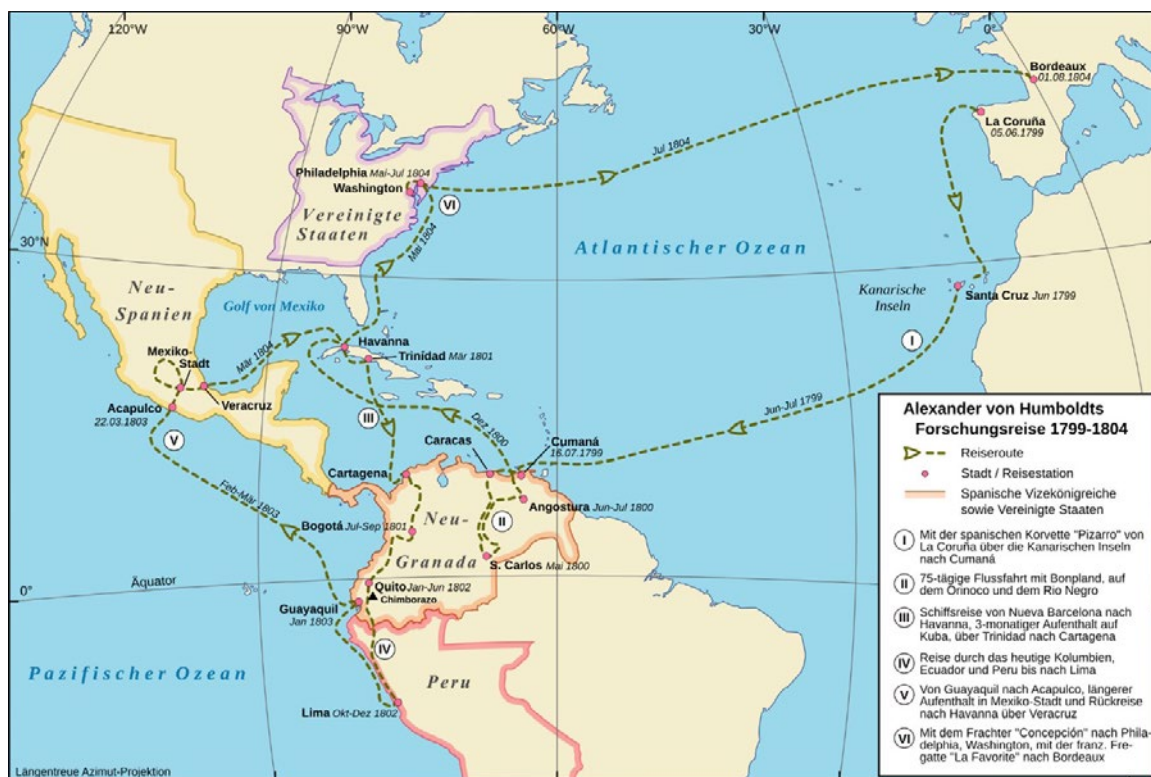 120°W
90°W
60°W
0°
Bordeaux
01.08.1804
La Coruña
05.06.1799
Jul 1804
Philadelphia Mai-Jul 1804
Washington
VI
Vereinigte
Staaten
Mai 1804
30°N
Atlantischer Ozean
Neu-
Spanien
Golf von Mexiko
Kanarische
Inseln
Santa Cruz Jun 1799
I
Mexiko-
Stadt
Mär 1804
Havanna
Trinidad Mär 1801
Acapulco
22.03.1803
Veracruz
V
III
Dez 1800
Jun-Jul 1799
Caracas
Cumaná
16.07.1799
Cartagena
Feb-Mär 1803
Angostura Jun-Jul 1800
Bogotá Jul-Sep 1801
Neu-
Granada
II
S. Carlos Mai 1800
Äquator
0°
Quito Jan-Jun 1802
Chimborazo
Guayaquil
Jan 1803
IV
Pazifischer Ozean
Peru
Lima Okt-Dez 1802
Längentreue Azimut-Projektion
Alexander von Humboldts
Forschungsreise 1799-1804
Reiseroute
Stadt / Reisestation
Spanische Vizekönigreiche
sowie Vereinigte Staaten
I Mit der spanischen Korvette "Pizarro" von
La Coruña über die Kanarischen Inseln
nach Cumaná
II 75-tägige Flussfahrt mit Bonpland, auf
dem Orinoco und dem Rio Negro
III Schiffsreise von Nueva Barcelona nach
Havanna, 3-monatiger Aufenthalt auf
Kuba, über Trinidad nach Cartagena
IV Reise durch das heutige Kolumbien,
Ecuador und Peru bis nach Lima
V Von Guayaquil nach Acapulco, längerer
Aufenthalt in Mexiko-Stadt und Rückreise
nach Havanna über Veracruz
VI Mit dem Frachter "Concepción" nach Phila-
delphia, Washington, mit der franz. Fre-
gatte "La Favorite" nach Bordeaux